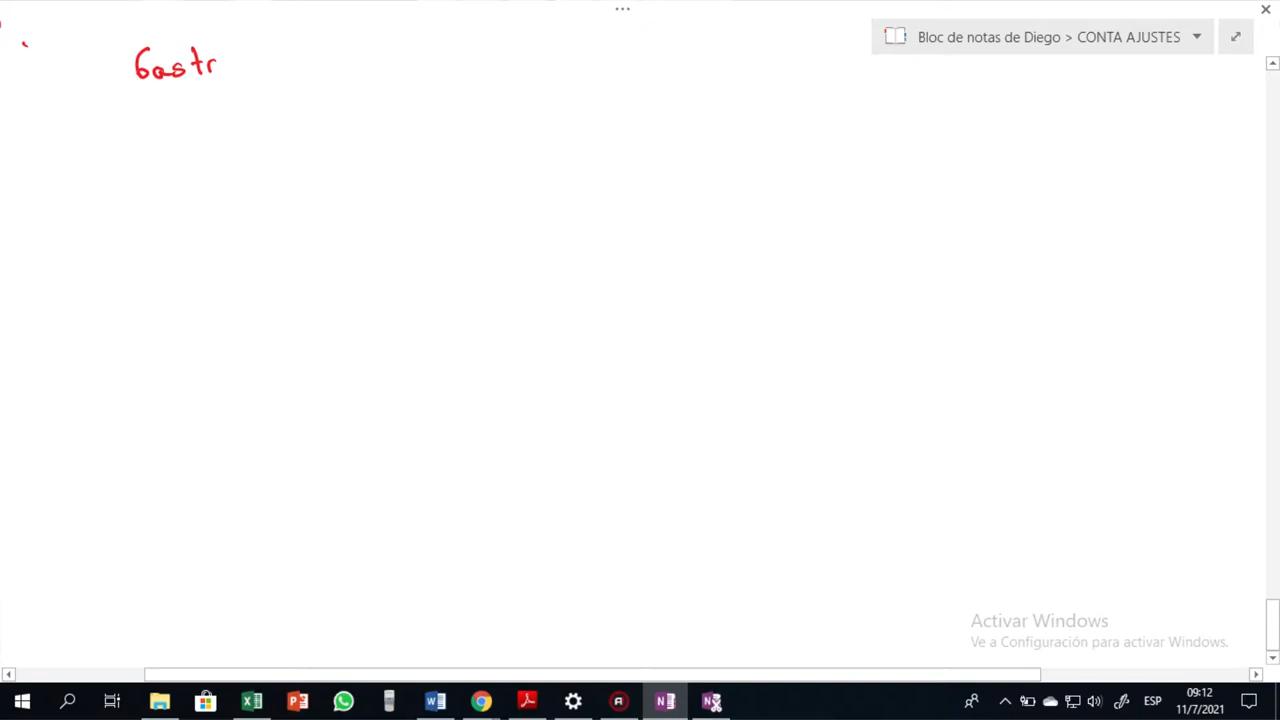 Bloc de notas de Diego > CONTA AJUSTES
Gastr
Activar Windows
Ve a Configuración para activar Windows.
ESP
09:12
11/7/2021